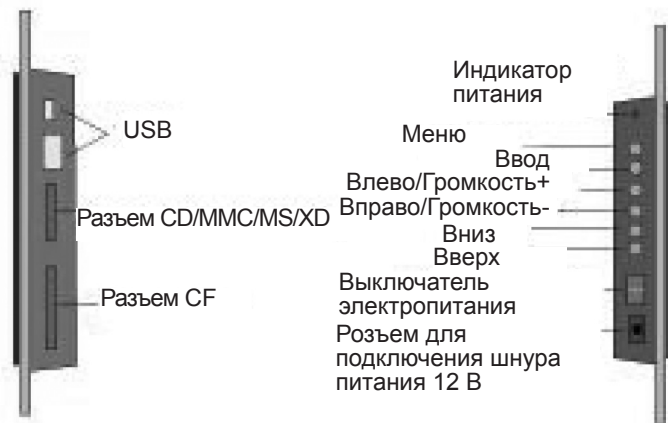 USB
Разъем CD/MMC/MS/XD
Разъем CF
Индикатор
питания
Меню
Ввод
Влево/Громкость+
Вправо/Громкость-
Вниз
Вверх
Выключатель
электропитания
Розъем для
подключения шнура
питания 12 В